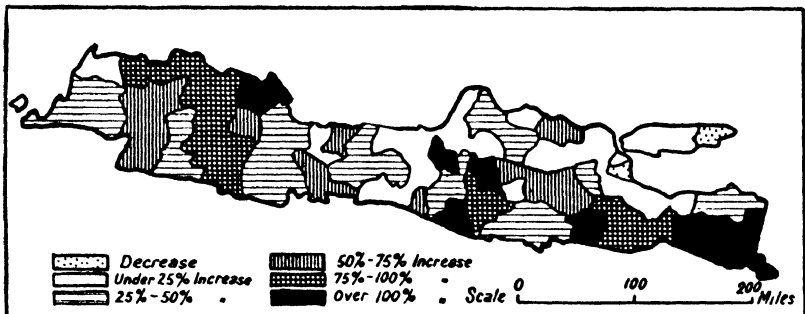 Decrease
Under 25% Increase
25%-50% "
50%-75% Increase
75%-100% "
Over 100% "
Scale 0 100 200 Miles